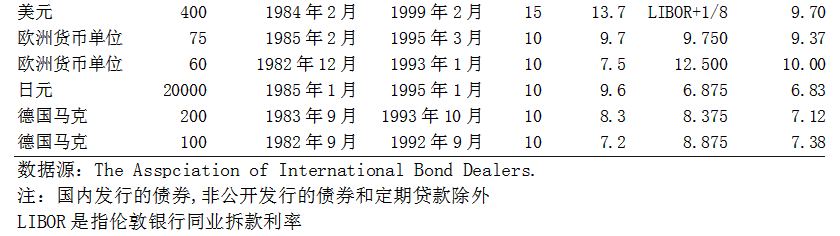 美元 400 1984年2月 1999年2月 15 13.7 LIBOR+1/8 9.70
欧洲货币单位 75 1985年2月 1995年3月 10 9.7 9.750 9.37
欧洲货币单位 60 1982年12月 1993年1月 10 7.5 12.500 10.00
日元 20000 1985年1月 1995年1月 10 9.6 6.875 6.83
德国马克 200 1983年9月 1993年10月 10 8.3 8.375 7.12
德国马克 100 1982年9月 1992年9月 10 7.2 8.875 7.38
数据源：The Asspciation of International Bond Dealers.
注：国内发行的债券,非公开发行的债券和定期贷款除外
LIBOR是指伦敦银行同业拆款利率